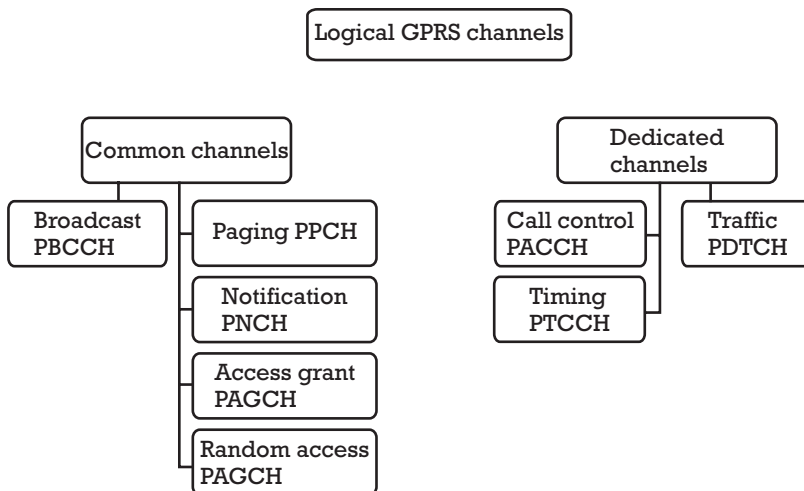 Logical GPRS channels
Common channels
Broadcast
PBCCH
Paging PPCH
Notification
PNCH
Access grant
PAGCH
Random access
PAGCH
Dedicated
channels
Call control
PACCH
Traffic
PDTCH
Timing
PTCCH